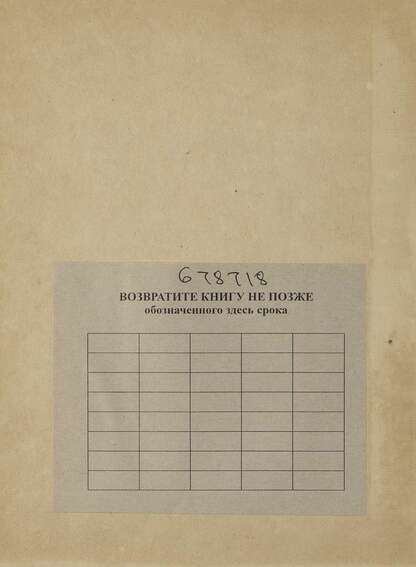 678718
ВОЗВРАТИТЕ КНИГУ НЕ ПОЗЖЕ
обозначенного здесь срока